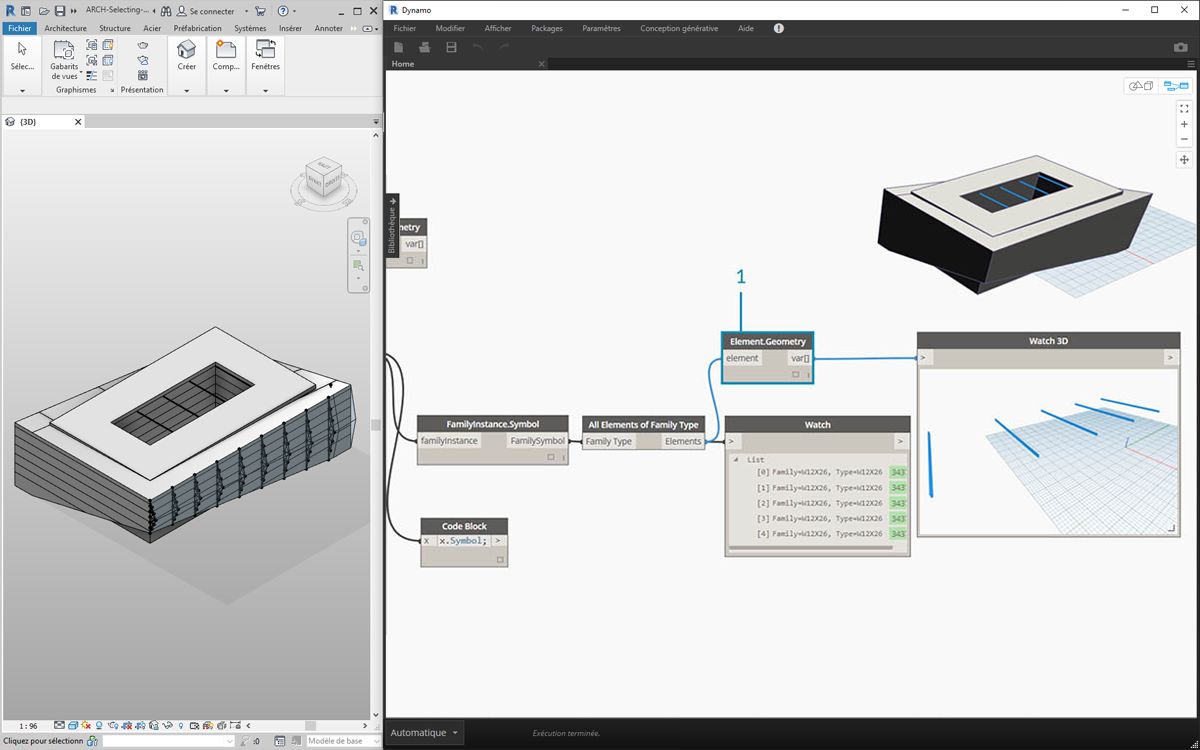 ARCH-Selecting-...
Se connecter
Fichier Architecture Structure Acier Préfabrication Systèmes Insérer Annoter
Sélec...
Gabarits
de vues
Créer
Comp...
Fenêtres
Graphismes
Présentation
{3D}
1 : 96
Cliquez pour sélectionn
:0
Modèle de base
Dynamo
Fichier Modifier Afficher Packages Paramètres Conception générative Aide
Home
Bibliothèque
netry
var[]
1
Element.Geometry
element var[]
Watch 3D
> >
FamilyInstance.Symbol
familyInstance FamilySymbol
All Elements of Family Type
Family Type Elements
Watch
> >
List
[0] Family=W12X26, Type=W12X26 343
[1] Family=W12X26, Type=W12X26 343
[2] Family=W12X26, Type=W12X26 343
[3] Family=W12X26, Type=W12X26 343
[4] Family=W12X26, Type=W12X26 343
Code Block
x x.Symbol; >
Automatique
Exécution terminée.